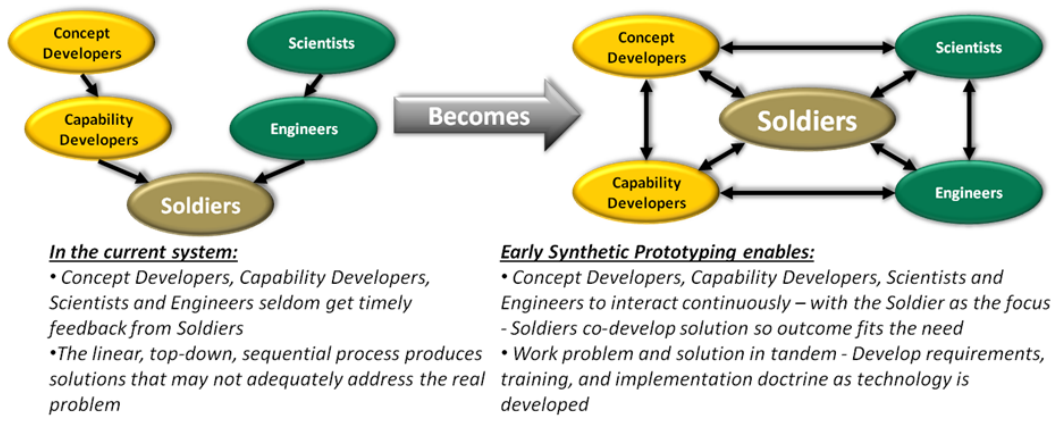 Concept
Developers
Scientists
Capability
Developers
Engineers
Soldiers
Becomes
Concept
Developers
Scientists
Soldiers
Capability
Developers
Engineers
In the current system:
• Concept Developers, Capability Developers,
Scientists and Engineers seldom get timely
feedback from Soldiers
•The linear, top-down, sequential process produces
solutions that may not adequately address the real
problem
Early Synthetic Prototyping enables:
• Concept Developers, Capability Developers, Scientists and
Engineers to interact continuously – with the Soldier as the focus
- Soldiers co-develop solution so outcome fits the need
• Work problem and solution in tandem - Develop requirements,
training, and implementation doctrine as technology is
developed